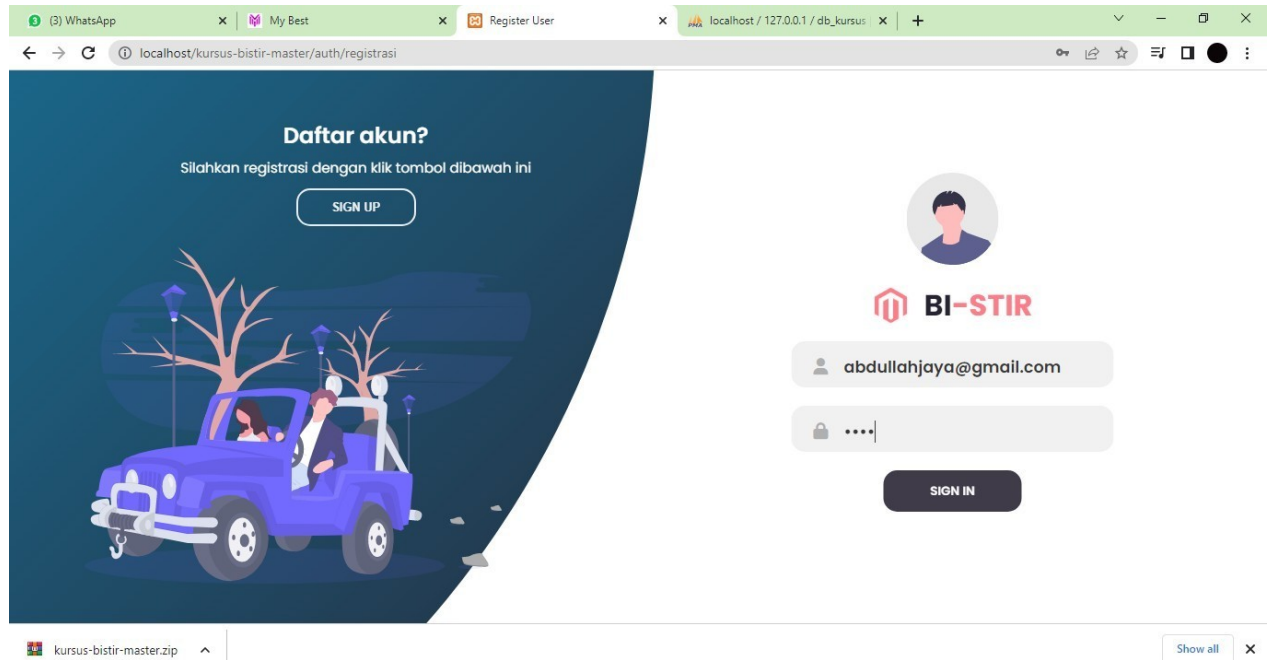 (3) WhatsApp
My Best
Register User
localhost / 127.0.0.1 / db_kursus
localhost/kursus-bistir-master/auth/registrasi
Daftar akun?
Silahkan registrasi dengan klik tombol dibawah ini
SIGN UP
BI-STIR
abdullahjaya@gmail.com
••••
SIGN IN
kursus-bistir-master.zip
Show all